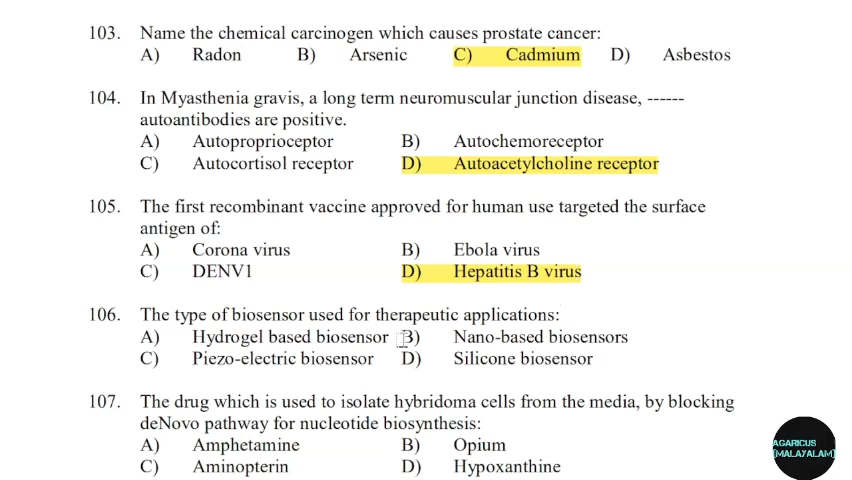 103. Name the chemical carcinogen which causes prostate cancer:
A) Radon B) Arsenic C) Cadmium D) Asbestos
104. In Myasthenia gravis, a long term neuromuscular junction disease, ------
autoantibodies are positive.
A) Autoproprioceptor B) Autochemoreceptor
C) Autocortisol receptor D) Autoacetylcholine receptor
105. The first recombinant vaccine approved for human use targeted the surface
antigen of:
A) Corona virus B) Ebola virus
C) DENV1 D) Hepatitis B virus
106. The type of biosensor used for therapeutic applications:
A) Hydrogel based biosensor B) Nano-based biosensors
C) Piezo-electric biosensor D) Silicone biosensor
107. The drug which is used to isolate hybridoma cells from the media, by blocking
deNovo pathway for nucleotide biosynthesis:
A) Amphetamine B) Opium
C) Aminopterin D) Hypoxanthine
AGARICUS
(MALAYALAM)